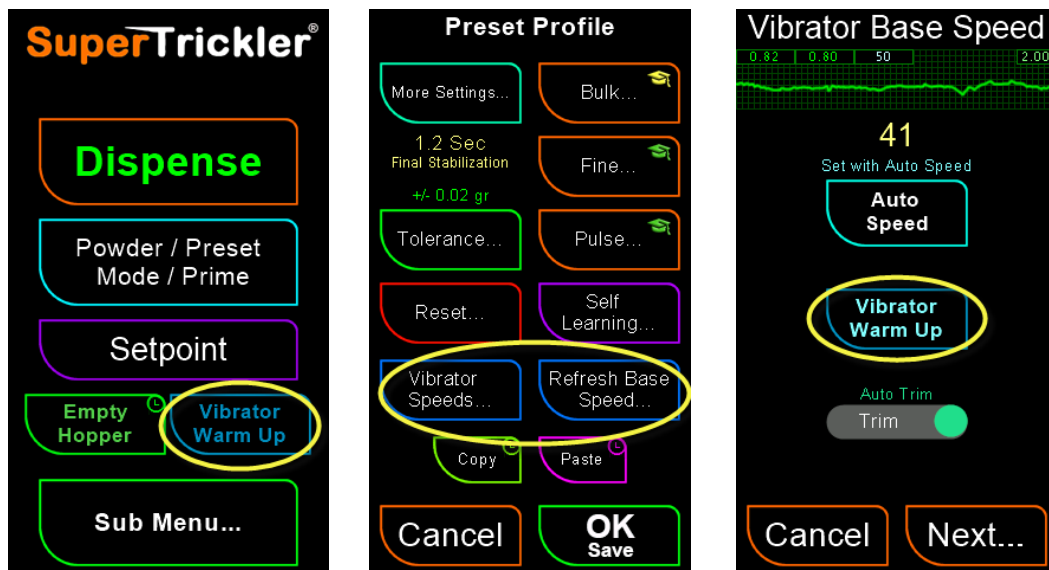 SuperTrickler®
Dispense
Powder / Preset
Mode / Prime
Setpoint
Empty
Hopper
Vibrator
Warm Up
Sub Menu...
Preset Profile
More Settings...
Bulk...
1.2 Sec
Final Stabilization
Fine...
+/- 0.02 gr
Tolerance...
Pulse...
Reset...
Self
Learning...
Vibrator
Speeds...
Refresh Base
Speed...
Copy
Paste
Cancel
OK
Save
Vibrator Base Speed
0.82 0.80 50 2.00
41
Set with Auto Speed
Auto
Speed
Vibrator
Warm Up
Auto Trim
Trim
Cancel
Next...